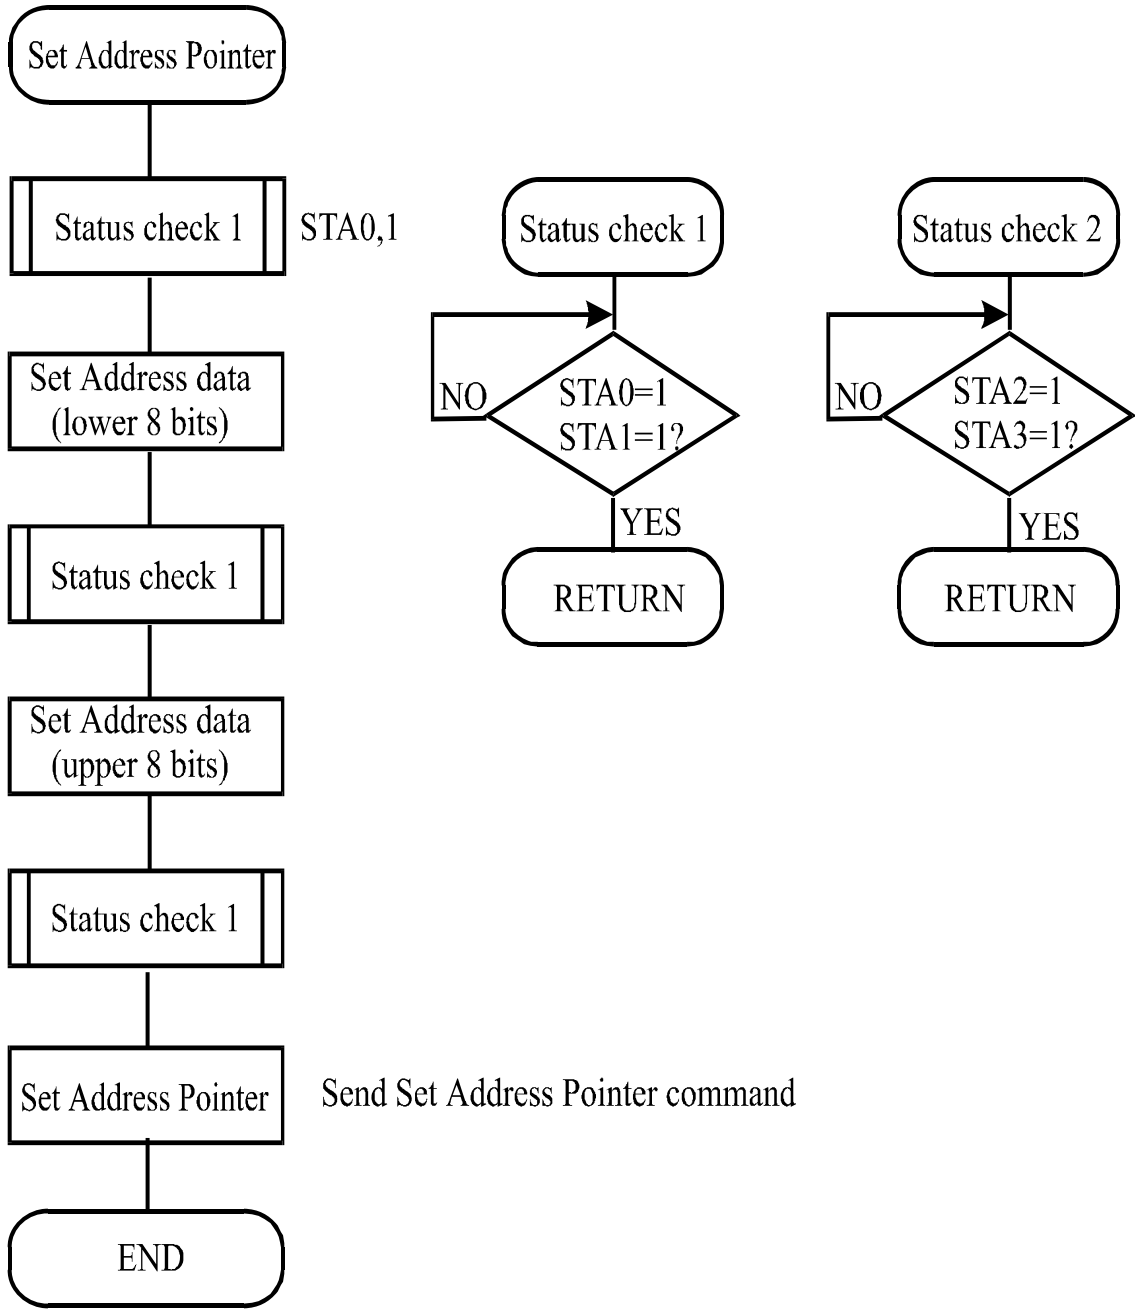 Set Address Pointer
Status check 1
STA0,1
Set Address data
(lower 8 bits)
Status check 1
Set Address data
(upper 8 bits)
Status check 1
Set Address Pointer
Send Set Address Pointer command
END
Status check 1
NO
STA0=1
STA1=1?
YES
RETURN
Status check 2
NO
STA2=1
STA3=1?
YES
RETURN